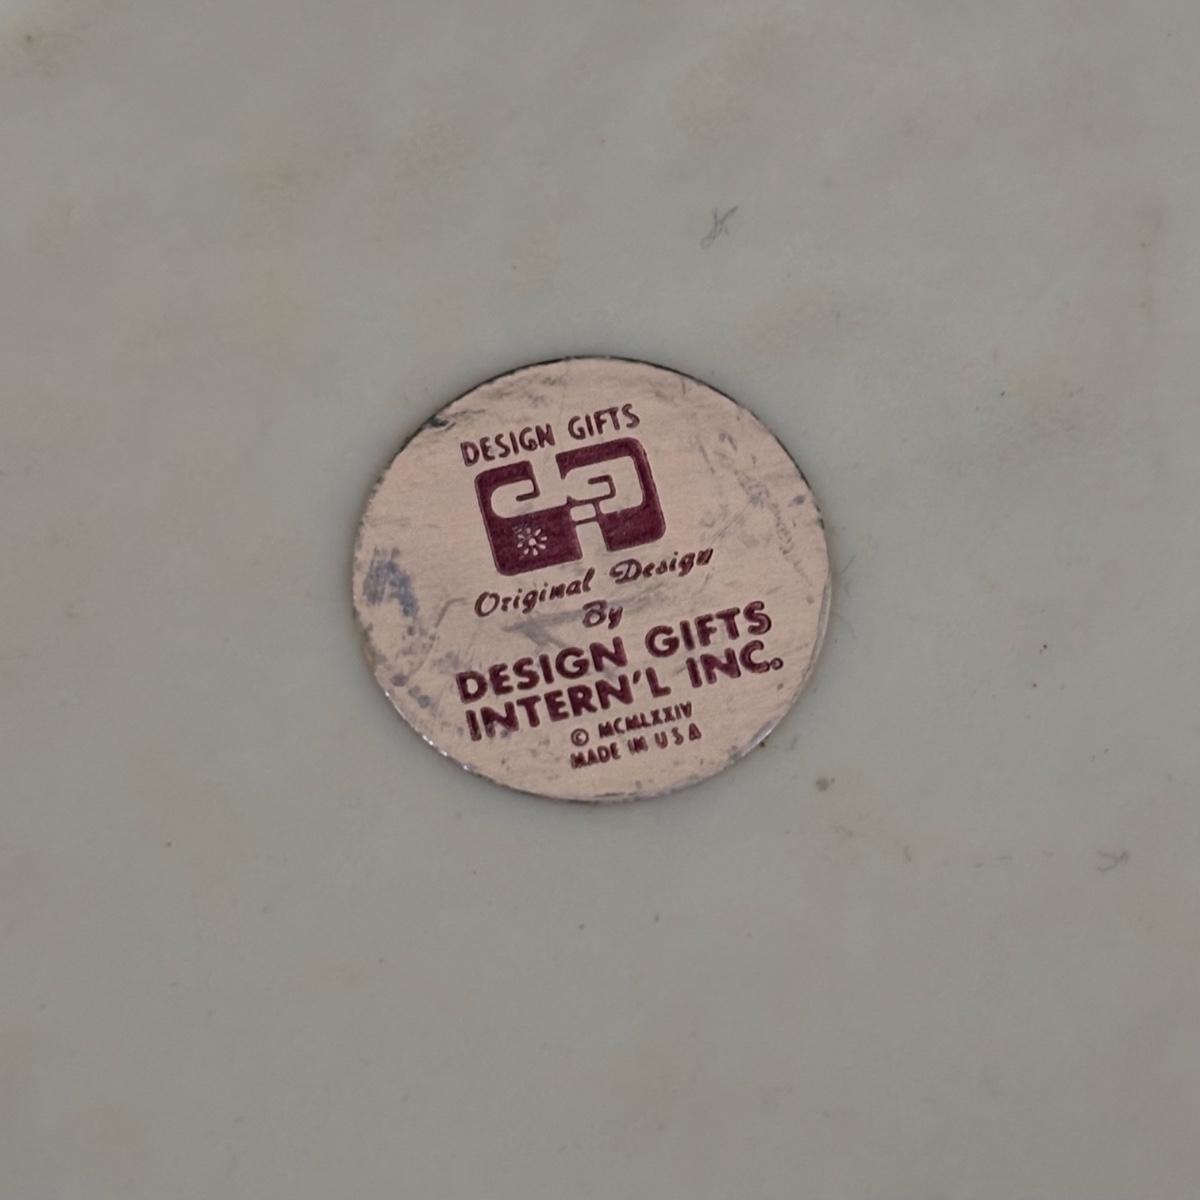 DESIGN GIFTS
Original Design
By
DESIGN GIFTS
INTERN'L INC.
© MCMLXXIV
MADE IN USA